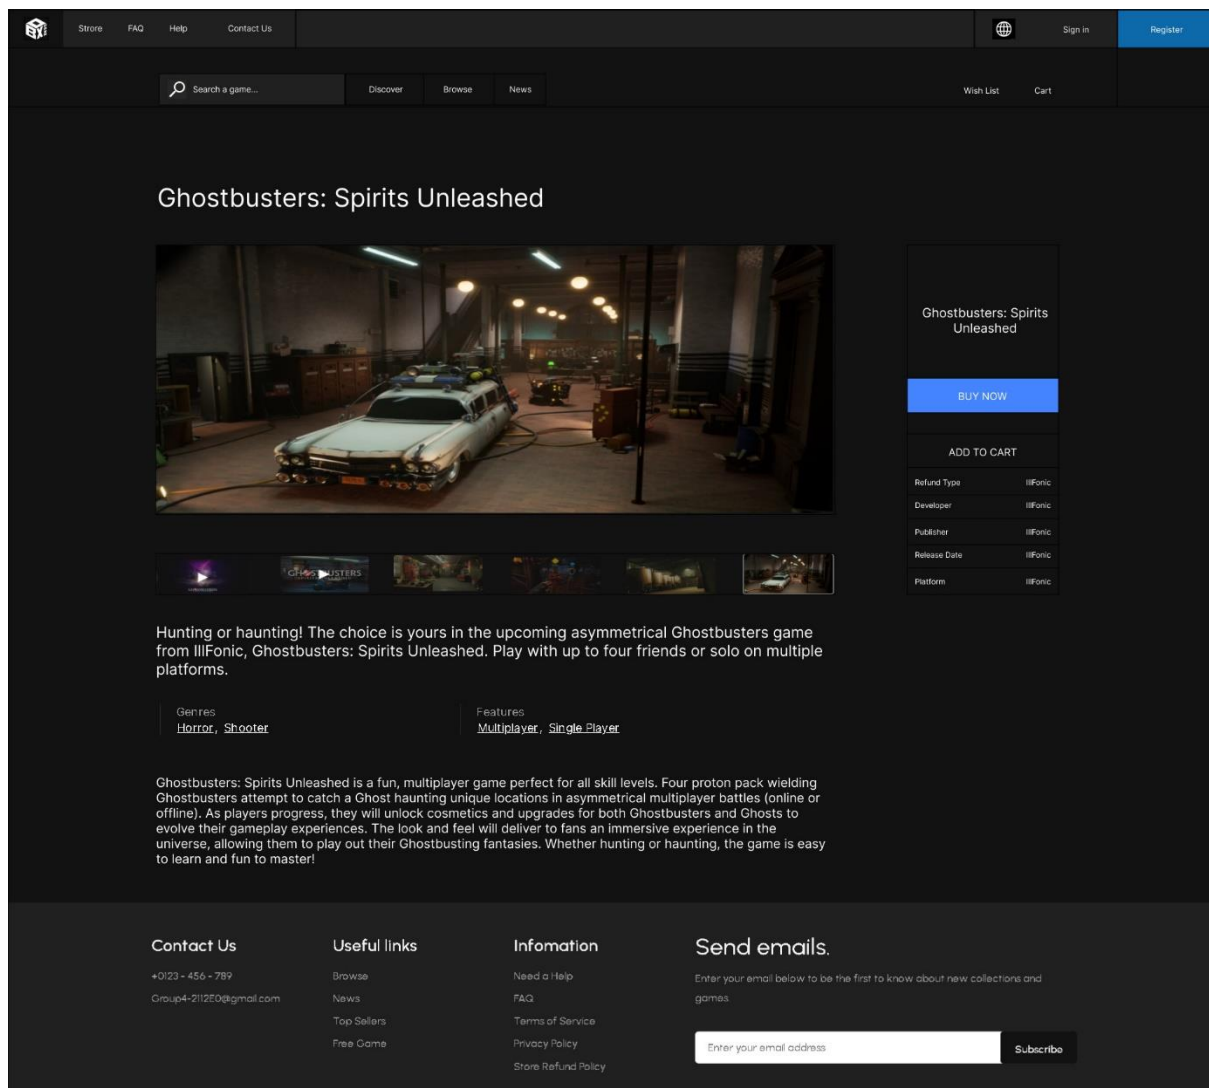 Strore FAQ Help Contact Us Sign in Register
Search a game... Discover Browse News Wish List Cart
Ghostbusters: Spirits Unleashed
Ghostbusters: Spirits
Unleashed
BUY NOW
ADD TO CART
Refund Type IllFonic
Developer IllFonic
Publisher IllFonic
Release Date IllFonic
Platform IllFonic
GHOSTBUSTERS
Hunting or haunting! The choice is yours in the upcoming asymmetrical Ghostbusters game
from IllFonic, Ghostbusters: Spirits Unleashed. Play with up to four friends or solo on multiple
platforms.
Genres
Horror, Shooter
Features
Multiplayer, Single Player
Ghostbusters: Spirits Unleashed is a fun, multiplayer game perfect for all skill levels. Four proton pack wielding
Ghostbusters attempt to catch a Ghost haunting unique locations in asymmetrical multiplayer battles (online or
offline). As players progress, they will unlock cosmetics and upgrades for both Ghostbusters and Ghosts to
evolve their gameplay experiences. The look and feel will deliver to fans an immersive experience in the
universe, allowing them to play out their Ghostbusting fantasies. Whether hunting or haunting, the game is easy
to learn and fun to master!
Contact Us
+0123 - 456 - 789
Group4-2112E0@gmail.com
Useful links
Browse
News
Top Sellers
Free Game
Infomation
Need a Help
FAQ
Terms of Service
Privacy Policy
Store Refund Policy
Send emails.
Enter your email below to be the first to know about new collections and
games.
Enter your email address Subscribe